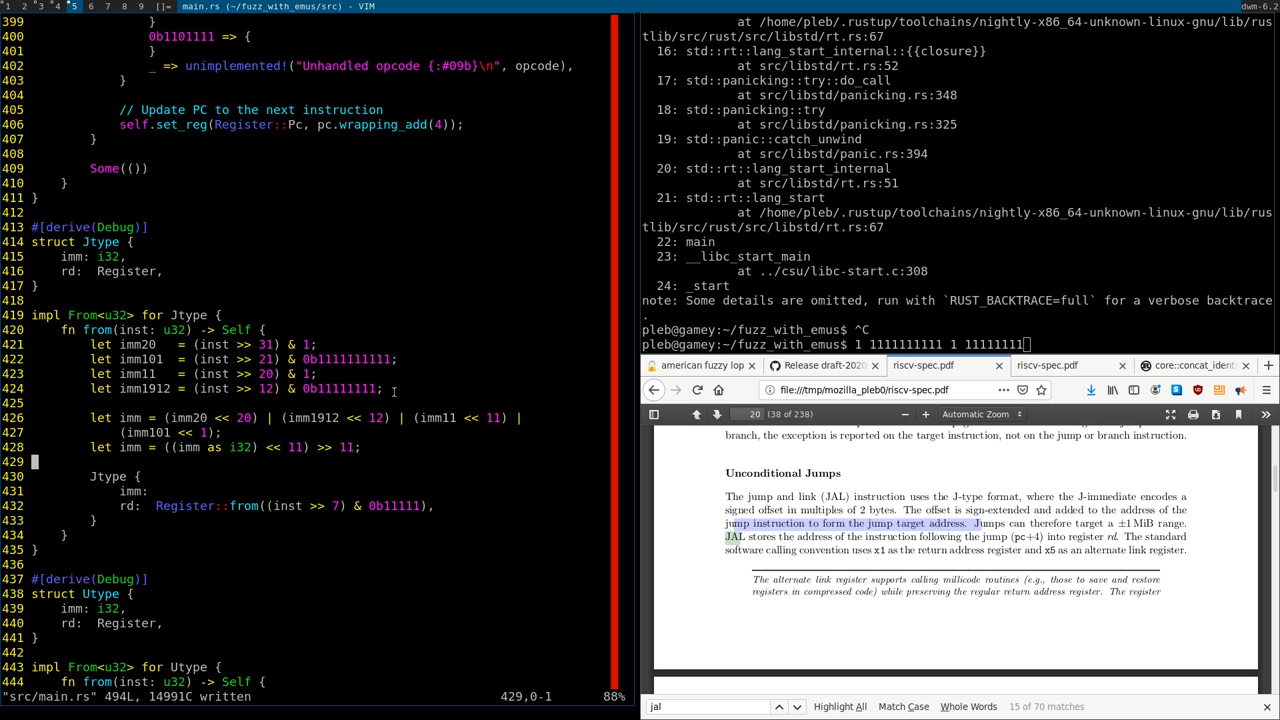 1 2 3 4 5 6 7 8 9 []= main.rs (~/fuzz_with_emus/src) - VIM
dwm-6.2
399 }
400 0b1101111 => {
401 }
402 _ => unimplemented!("Unhandled opcode {:#09b}\n", opcode),
403 }
404
405 // Update PC to the next instruction
406 self.set_reg(Register::Pc, pc.wrapping_add(4));
407 }
408
409 Some(())
410 }
411 }
412
413 #[derive(Debug)]
414 struct Jtype {
415 imm: i32,
416 rd: Register,
417 }
418
419 impl From<u32> for Jtype {
420 fn from(inst: u32) -> Self {
421 let imm20 = (inst >> 31) & 1;
422 let imm101 = (inst >> 21) & 0b1111111111;
423 let imm11 = (inst >> 20) & 1;
424 let imm1912 = (inst >> 12) & 0b11111111;
425
426 let imm = (imm20 << 20) | (imm1912 << 12) | (imm11 << 11) |
427 (imm101 << 1);
428 let imm = ((imm as i32) << 11) >> 11;
429
430 Jtype {
431 imm:
432 rd: Register::from((inst >> 7) & 0b11111),
433 }
434 }
435 }
436
437 #[derive(Debug)]
438 struct Utype {
439 imm: i32,
440 rd: Register,
441 }
442
443 impl From<u32> for Utype {
444 fn from(inst: u32) -> Self {
"src/main.rs" 494L, 14991C written 429,0-1 88%
at /home/pleb/.rustup/toolchains/nightly-x86_64-unknown-linux-gnu/lib/rus
tlib/src/rust/src/libstd/rt.rs:67
16: std::rt::lang_start_internal::{{closure}}
at src/libstd/rt.rs:52
17: std::panicking::try::do_call
at src/libstd/panicking.rs:348
18: std::panicking::try
at src/libstd/panicking.rs:325
19: std::panic::catch_unwind
at src/libstd/panic.rs:394
20: std::rt::lang_start_internal
at src/libstd/rt.rs:51
21: std::rt::lang_start
at /home/pleb/.rustup/toolchains/nightly-x86_64-unknown-linux-gnu/lib/rus
tlib/src/rust/src/libstd/rt.rs:67
22: main
23: __libc_start_main
at ../csu/libc-start.c:308
24: _start
note: Some details are omitted, run with `RUST_BACKTRACE=full` for a verbose backtrace
.
pleb@gamey:~/fuzz_with_emus$ ^C
pleb@gamey:~/fuzz_with_emus$ 1 1111111111 1 11111111
american fuzzy lop
Release draft-2020
riscv-spec.pdf
riscv-spec.pdf
core::concat_idents
file:///tmp/mozilla_pleb0/riscv-spec.pdf
20 (38 of 238) Automatic Zoom
branch, the exception is reported on the target instruction, not on the jump or branch instruction.
Unconditional Jumps
The jump and link (JAL) instruction uses the J-type format, where the J-immediate encodes a
signed offset in multiples of 2 bytes. The offset is sign-extended and added to the address of the
jump instruction to form the jump target address. Jumps can therefore target a ±1 MiB range.
JAL stores the address of the instruction following the jump (pc+4) into register rd. The standard
software calling convention uses x1 as the return address register and x5 as an alternate link register.
The alternate link register supports calling millicode routines (e.g., those to save and restore
registers in compressed code) while preserving the regular return address register. The register
jal Highlight All Match Case Whole Words 15 of 70 matches